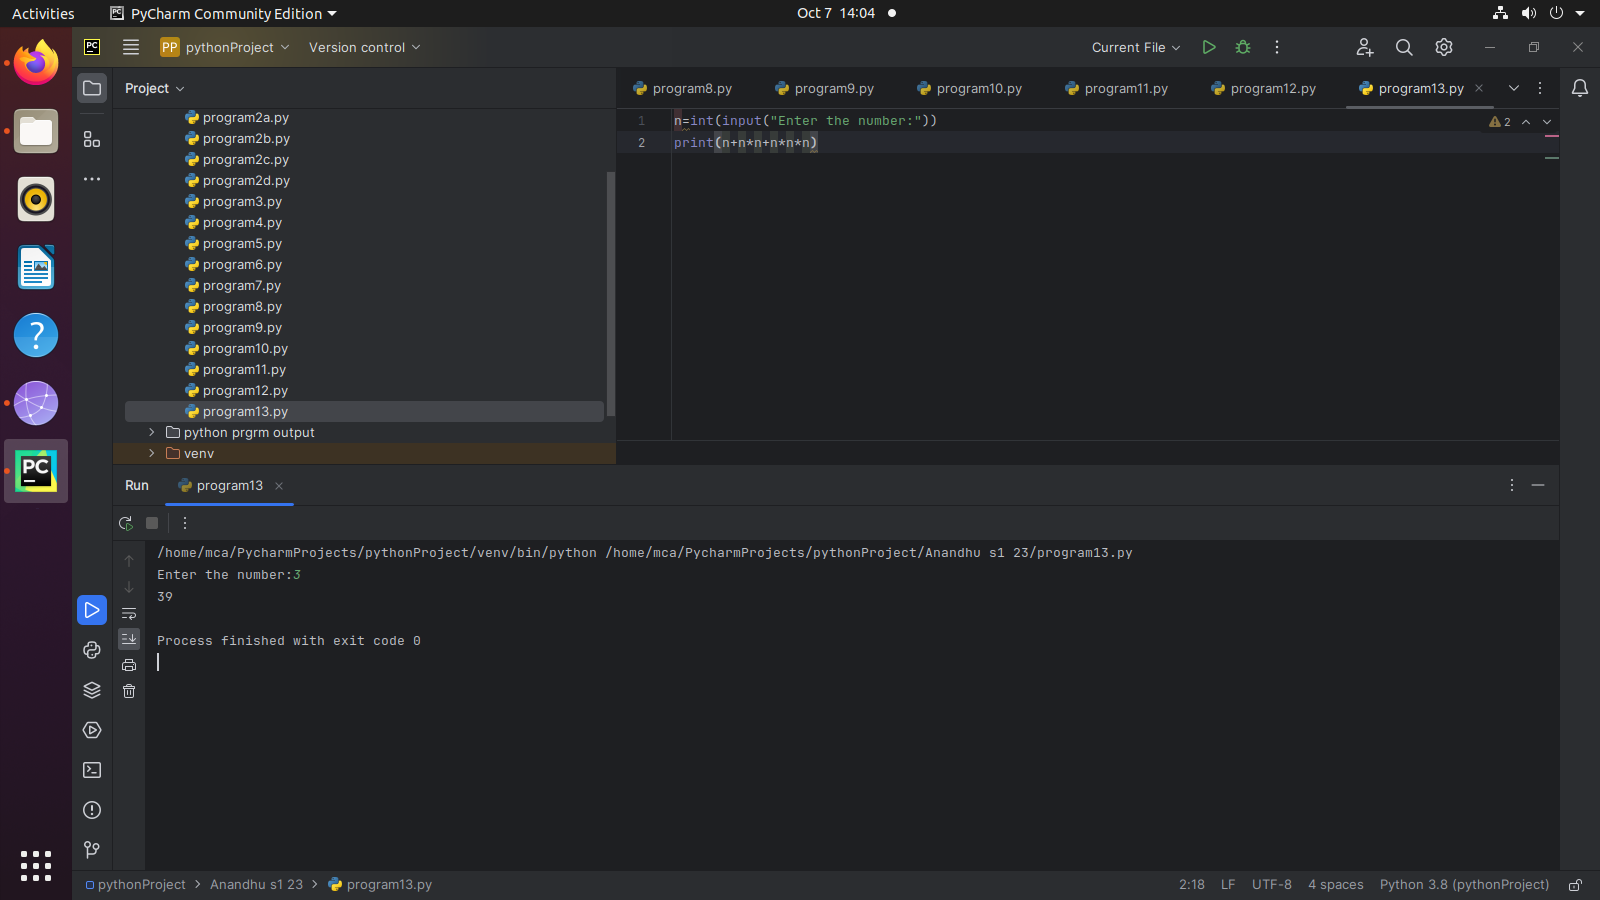 Activities PyCharm Community Edition Oct 7 14:04
PC PP pythonProject Version control Current File
Project program8.py program9.py program10.py program11.py program12.py program13.py
program2a.py
program2b.py
program2c.py
program2d.py
program3.py
program4.py
program5.py
program6.py
program7.py
program8.py
program9.py
program10.py
program11.py
program12.py
program13.py
python prgrm output
venv
1 n=int(input("Enter the number:")) 2
2 print(n+n*n+n*n*n)
PC
Run program13
/home/mca/PycharmProjects/pythonProject/venv/bin/python /home/mca/PycharmProjects/pythonProject/Anandhu s1 23/program13.py
Enter the number:3
39
Process finished with exit code 0
pythonProject > Anandhu s1 23 > program13.py 2:18 LF UTF-8 4 spaces Python 3.8 (pythonProject)